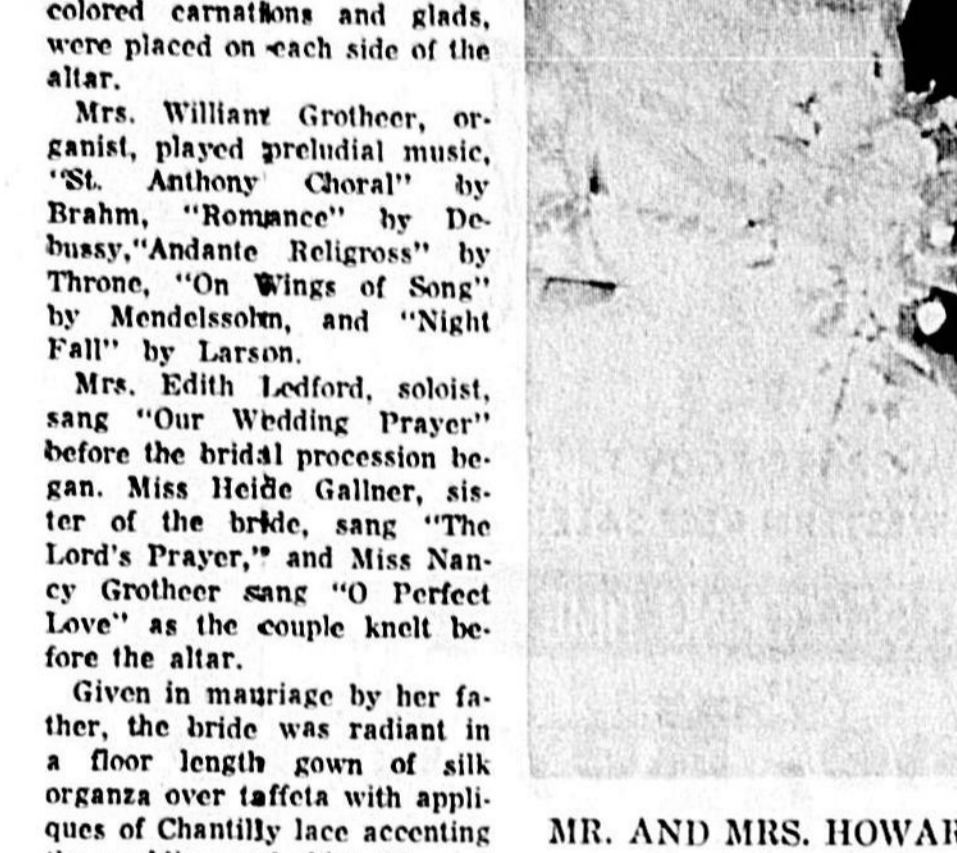 colored carnations and glads,
were placed on each side of the
altar.
Mrs. William Grotheer, or-
ganist, played preludial music,
"St. Anthony Choral" by
Brahm, "Romance" by De-
bussy,"Andante Religross" by
Throne, "On Wings of Song"
by Mendelssohn, and "Night
Fall" by Larson.
Mrs. Edith Ledford, soloist,
sang "Our Wedding Prayer"
before the bridal procession be-
gan. Miss Heide Gallner, sis-
ter of the bride, sang "The
Lord's Prayer," and Miss Nan-
cy Grotheer sang "O Perfect
Love" as the couple knelt be-
fore the altar.
Given in marriage by her fa-
ther, the bride was radiant in
a floor length gown of silk
organza over taffeta with appli-
ques of Chantilly lace accenting
MR. AND MRS. HOWAR